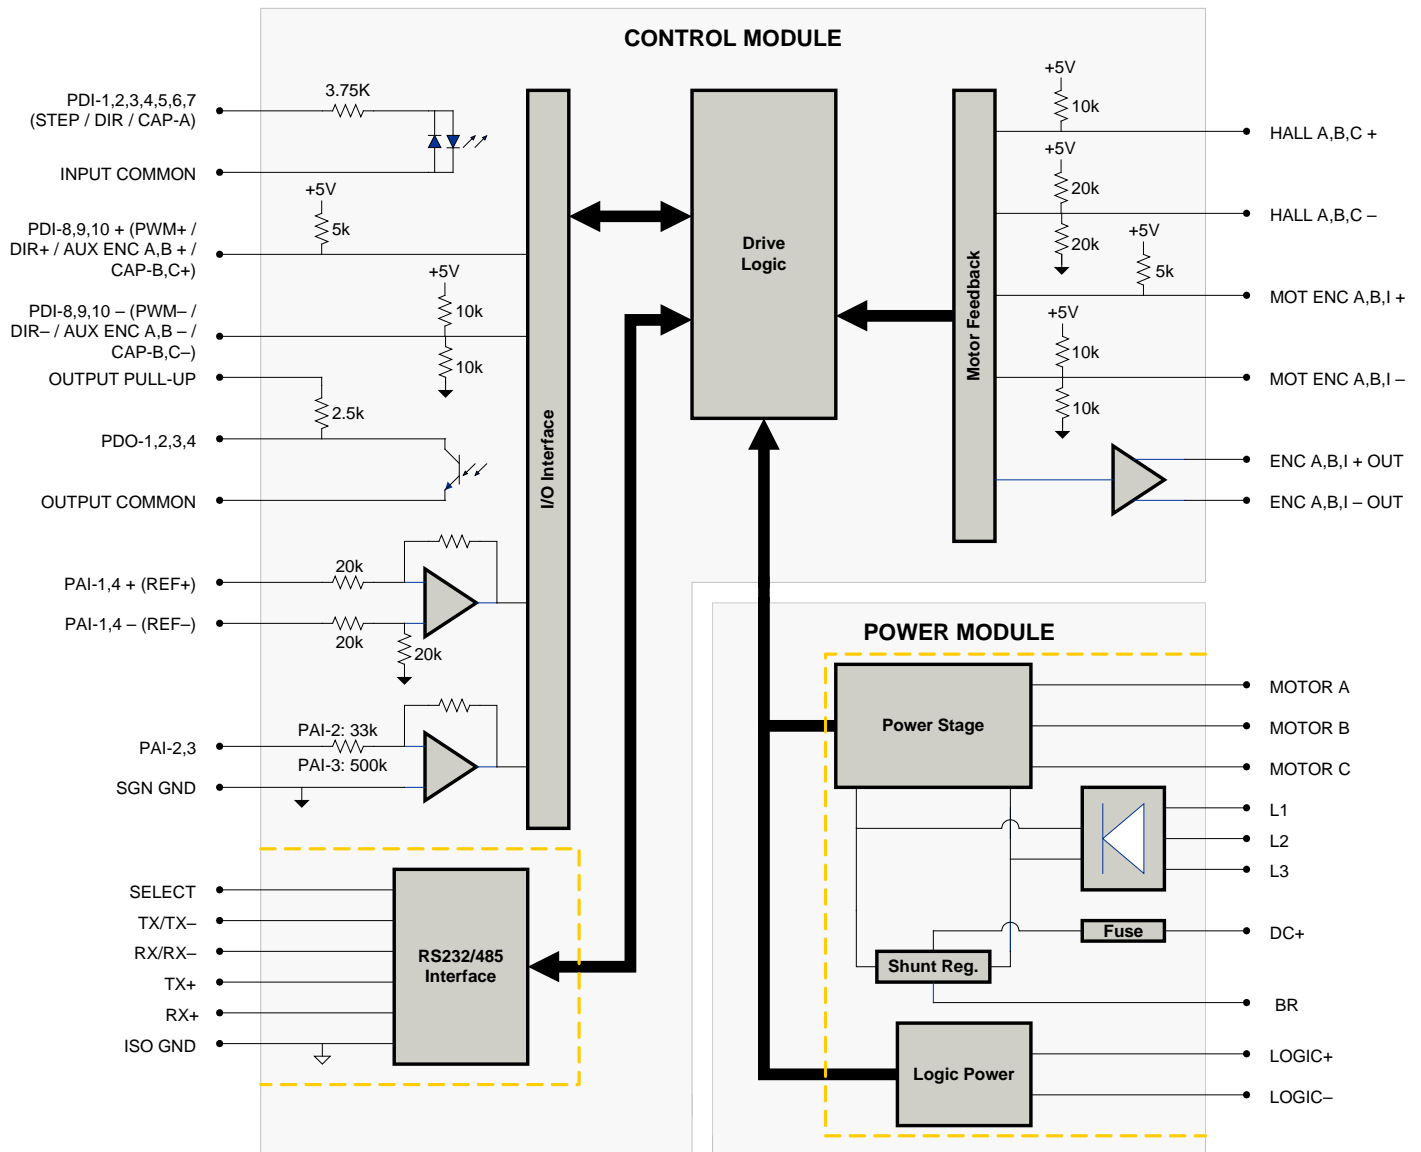 CONTROL MODULE
PDI-1,2,3,4,5,6,7
(STEP / DIR / CAP-A)
3.75K
INPUT COMMON
+5V
5k
PDI-8,9,10 + (PWM+ /
DIR+ / AUX ENC A,B + /
CAP-B,C+)
+5V
10k
PDI-8,9,10 – (PWM– /
DIR– / AUX ENC A,B – /
CAP-B,C–)
10k
OUTPUT PULL-UP
2.5k
PDO-1,2,3,4
OUTPUT COMMON
PAI-1,4 + (REF+)
20k
PAI-1,4 – (REF–)
20k
20k
PAI-2,3
PAI-2: 33k
PAI-3: 500k
SGN GND
I/O Interface
Drive
Logic
Motor Feedback
+5V
10k
HALL A,B,C +
+5V
20k
HALL A,B,C –
20k
+5V
5k
MOT ENC A,B,I +
+5V
10k
MOT ENC A,B,I –
10k
ENC A,B,I + OUT
ENC A,B,I – OUT
SELECT
TX/TX–
RX/RX–
TX+
RX+
ISO GND
RS232/485
Interface
POWER MODULE
Power Stage
MOTOR A
MOTOR B
MOTOR C
L1
L2
L3
Fuse
DC+
Shunt Reg.
BR
Logic Power
LOGIC+
LOGIC–